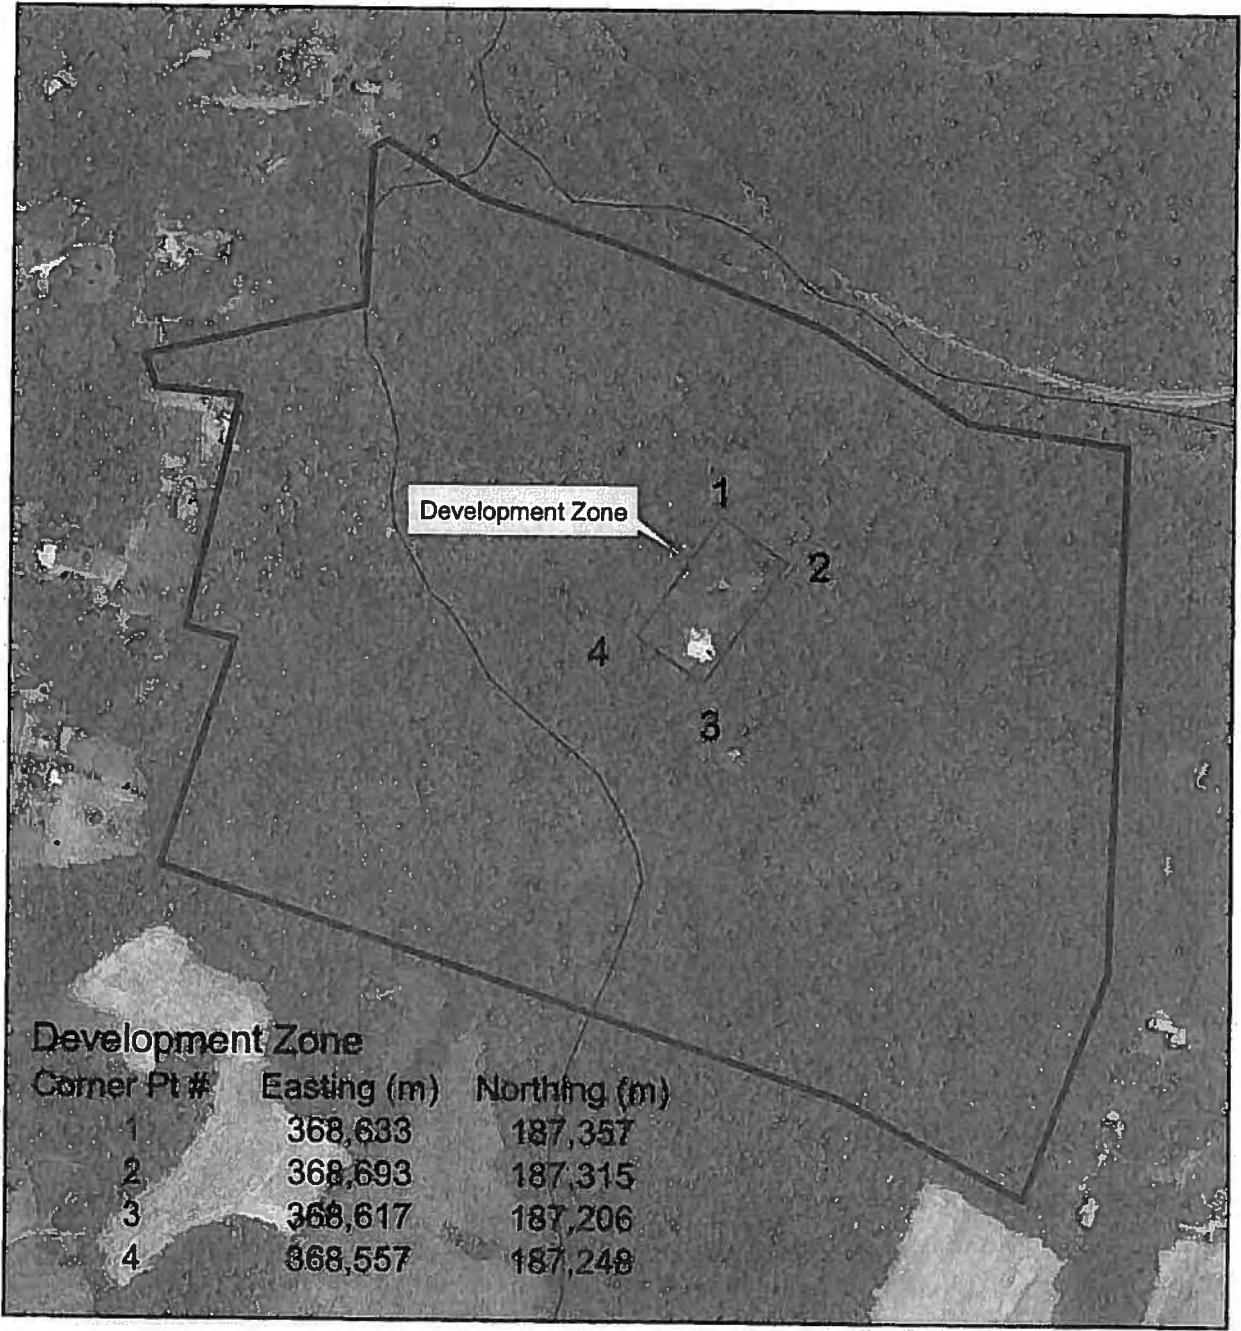 1
Development Zone
2
4
3
Development Zone
Corner Pt # Easting (m) Northing (m)
1 368,633 187,357
2 368,693 187,315
3 368,617 187,206
4 368,557 187,248